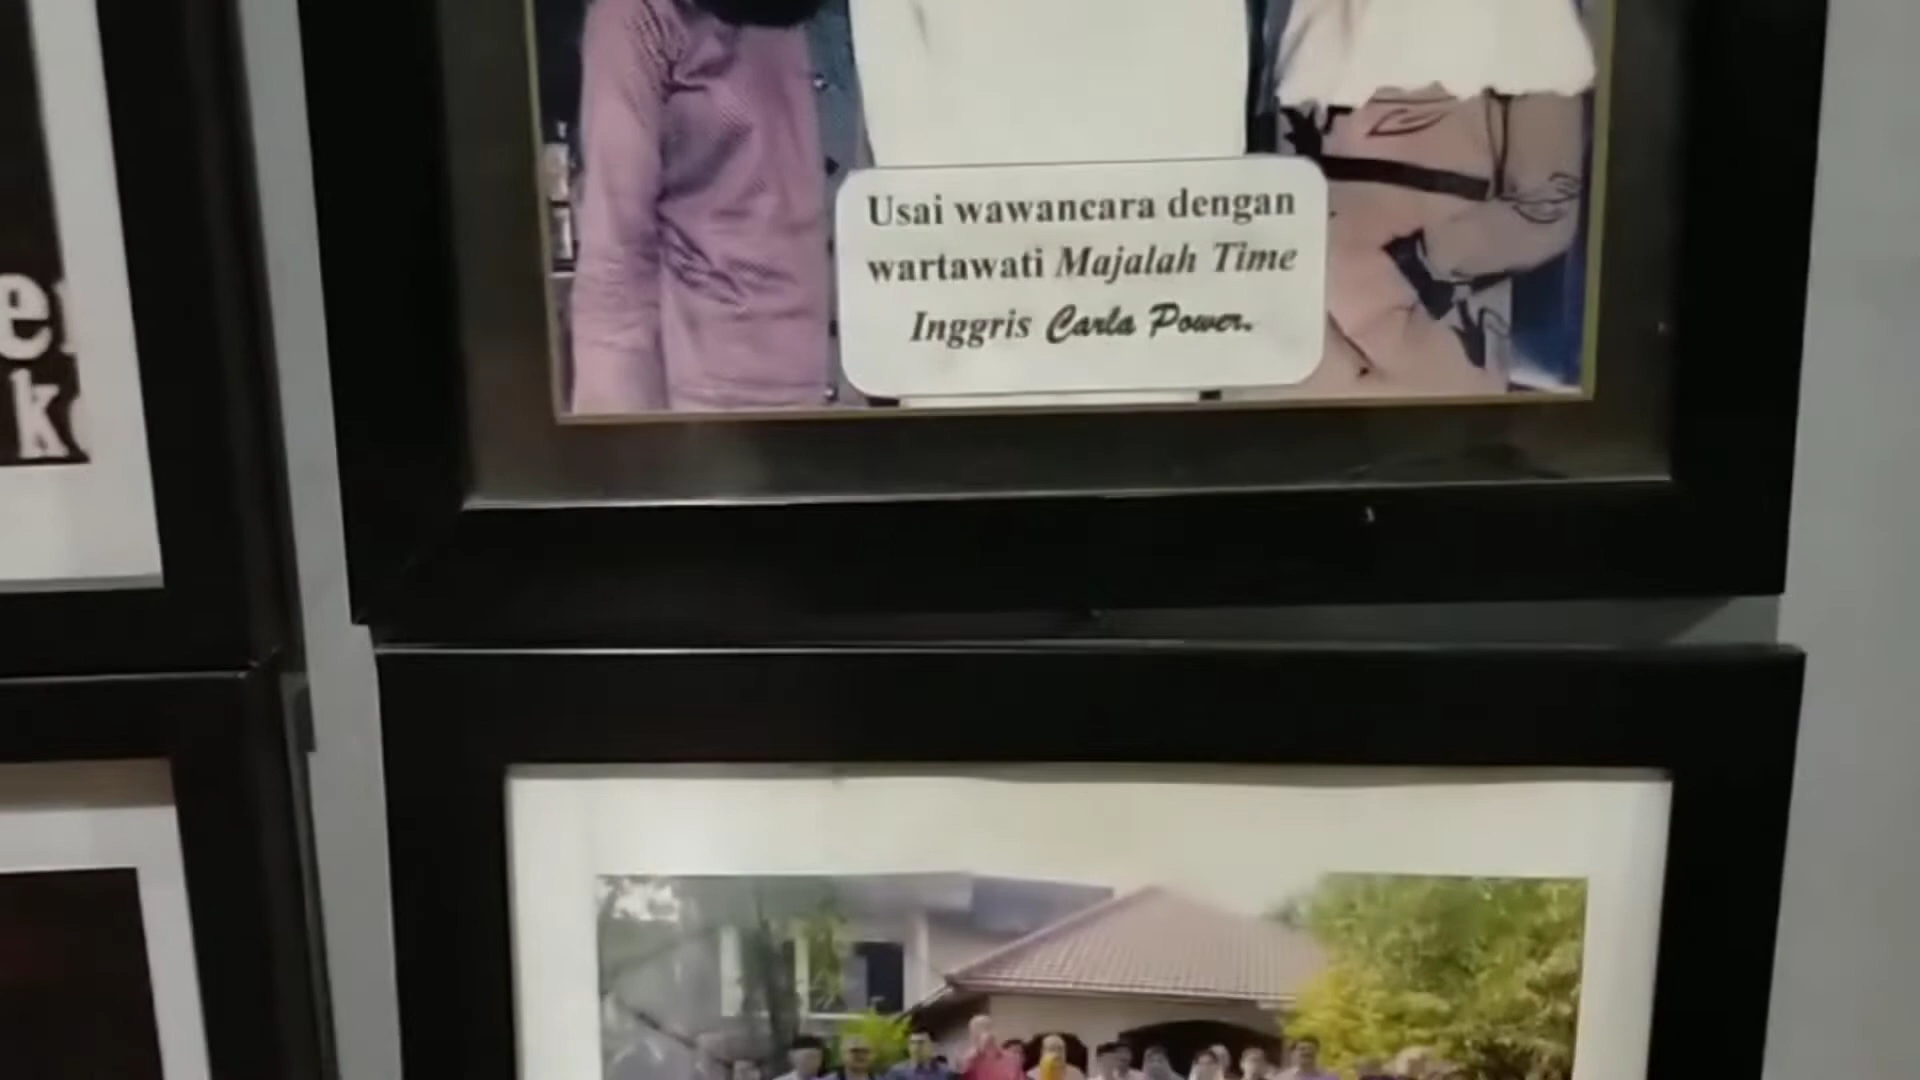 Usai wawancara dengan
wartawati Majalah Time
Inggris Carla Power.